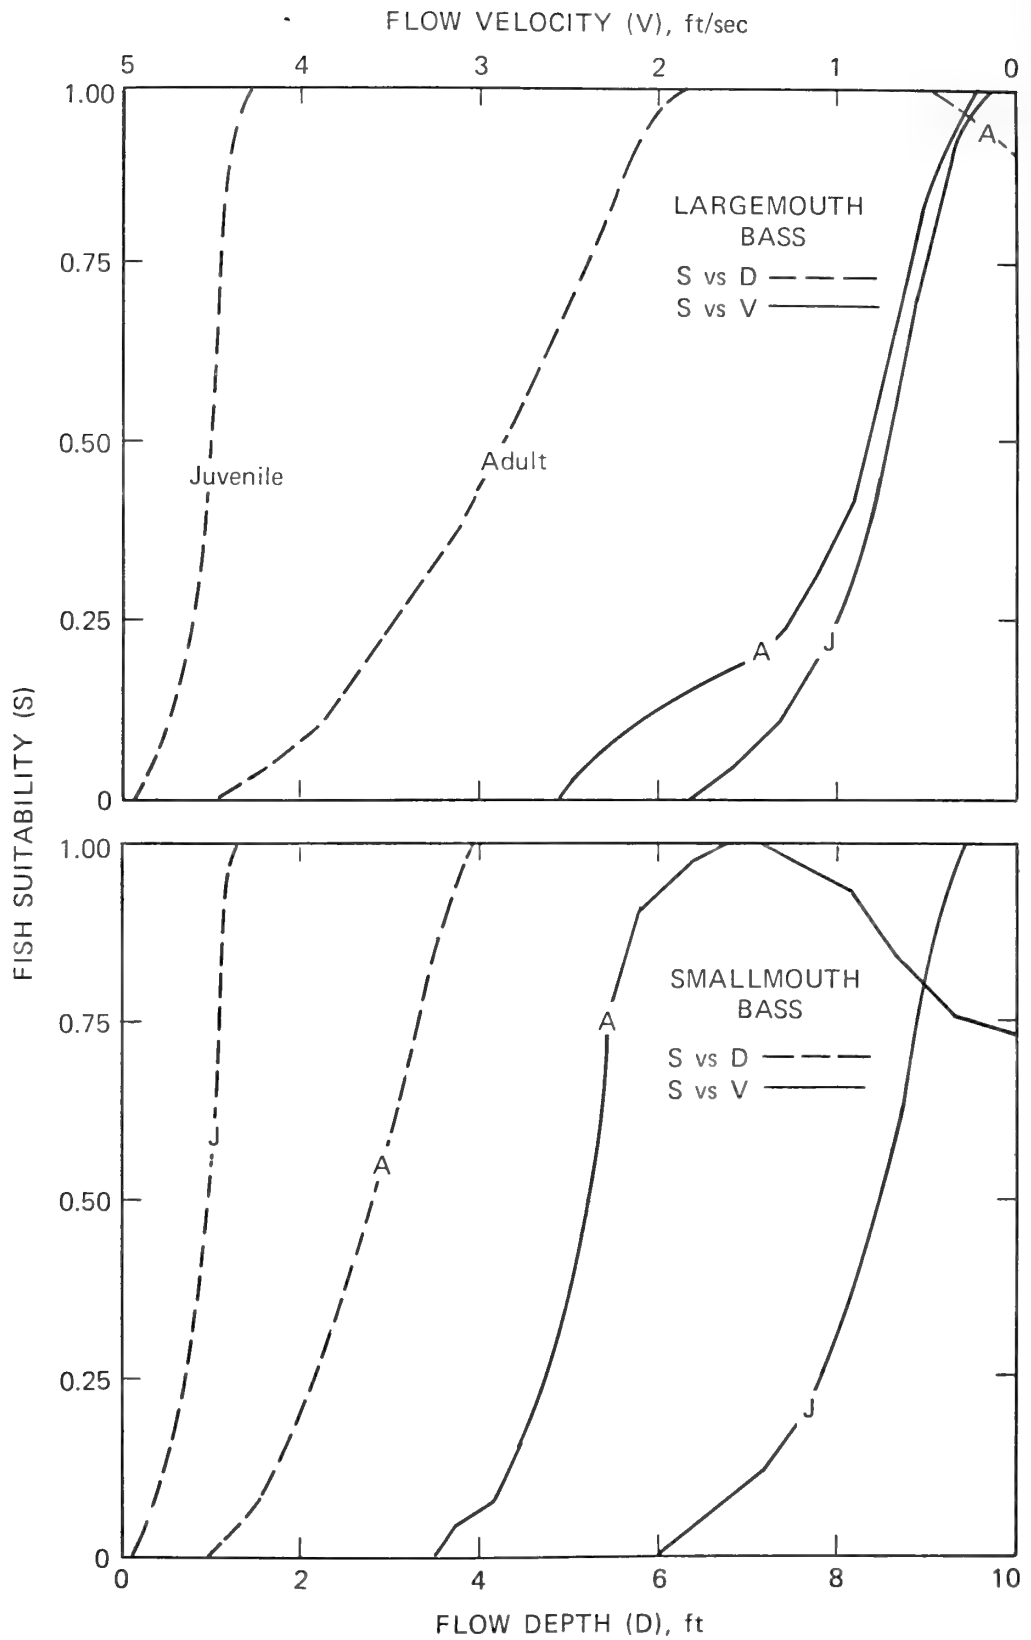 FLOW VELOCITY (V), ft/sec
5 4 3 2 1 0
1.00
A
LARGEMOUTH
BASS
0.75
S vs D
S vs V
0.50
Adult
Juvenile
0.25
J
A
0
FISH SUITABILITY (S)
1.00
SMALLMOUTH
BASS
0.75
A
S vs D
S vs V
J
A
0.50
0.25
J
0
0 2 4 6 8 10
FLOW DEPTH (D), ft